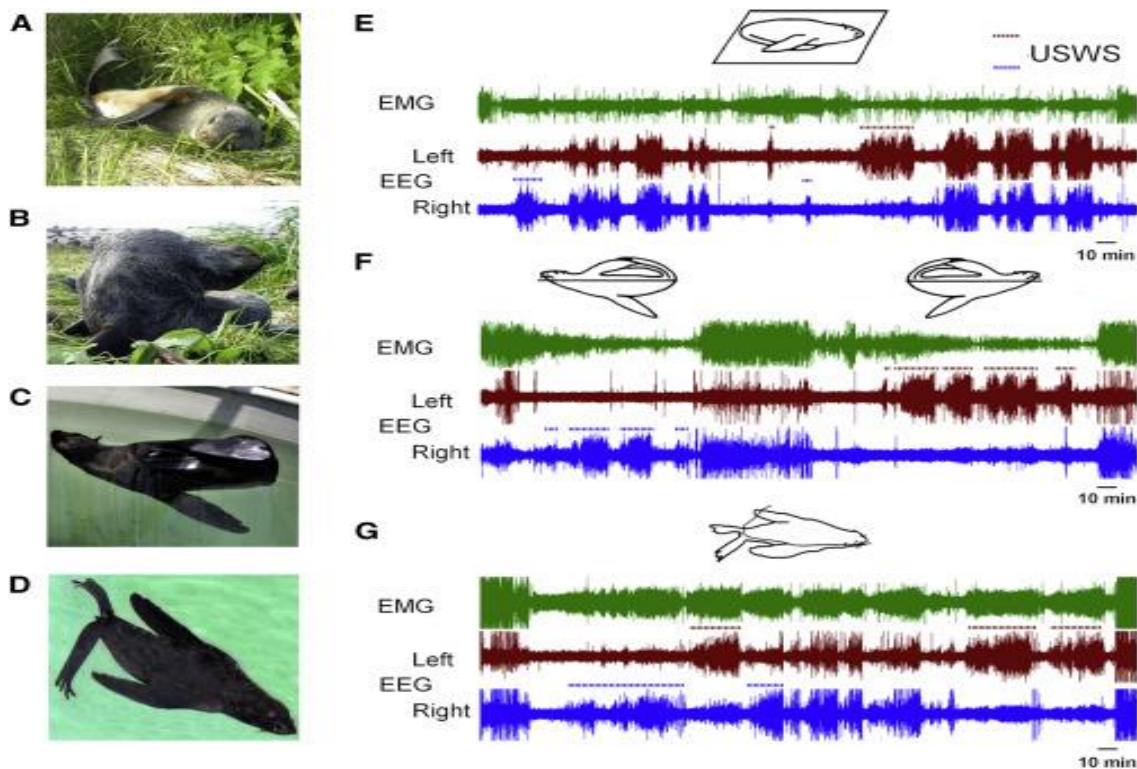 A
B
C
D
E
USWS
EMG
Left
EEG
Right
10 min
F
EMG
Left
EEG
Right
10 min
G
EMG
Left
EEG
Right
10 min